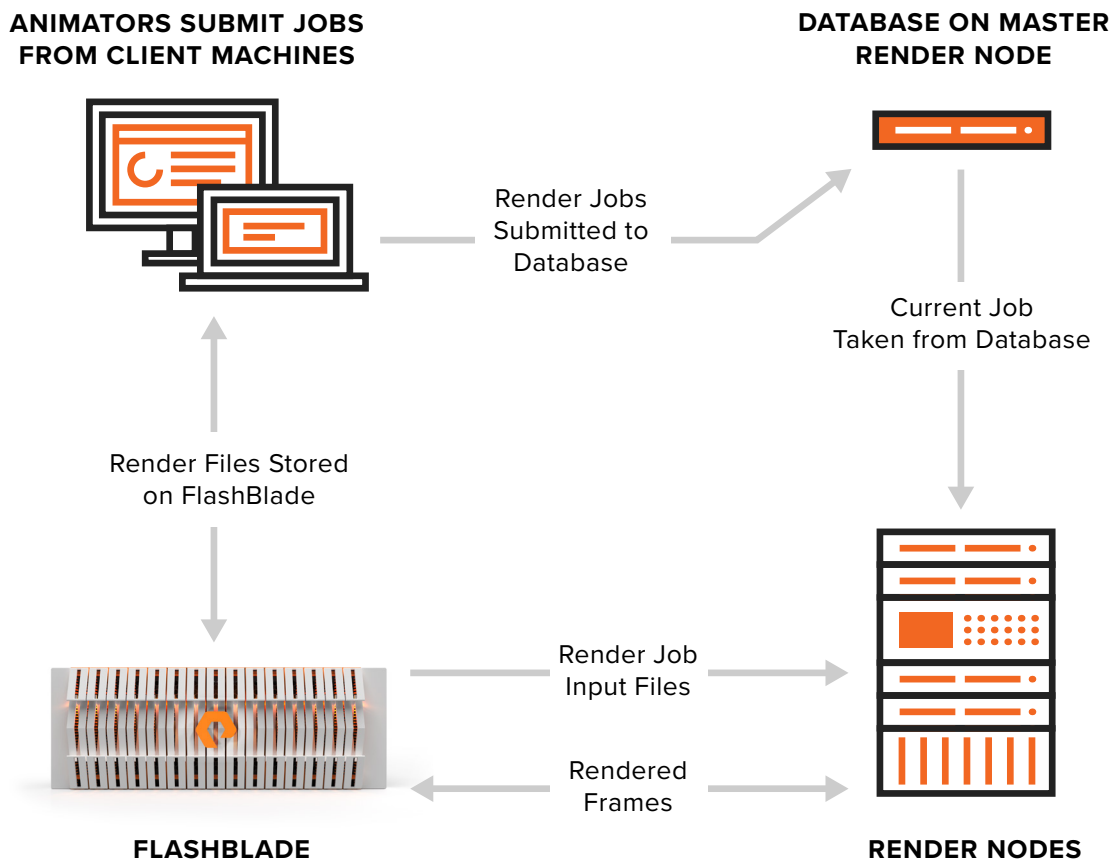 ANIMATORS SUBMIT JOBS
FROM CLIENT MACHINES
DATABASE ON MASTER
RENDER NODE
Render Jobs
Submitted to
Database
Current Job
Taken from Database
Render Files Stored
on FlashBlade
Render Job
Input Files
Rendered
Frames
FLASHBLADE
RENDER NODES